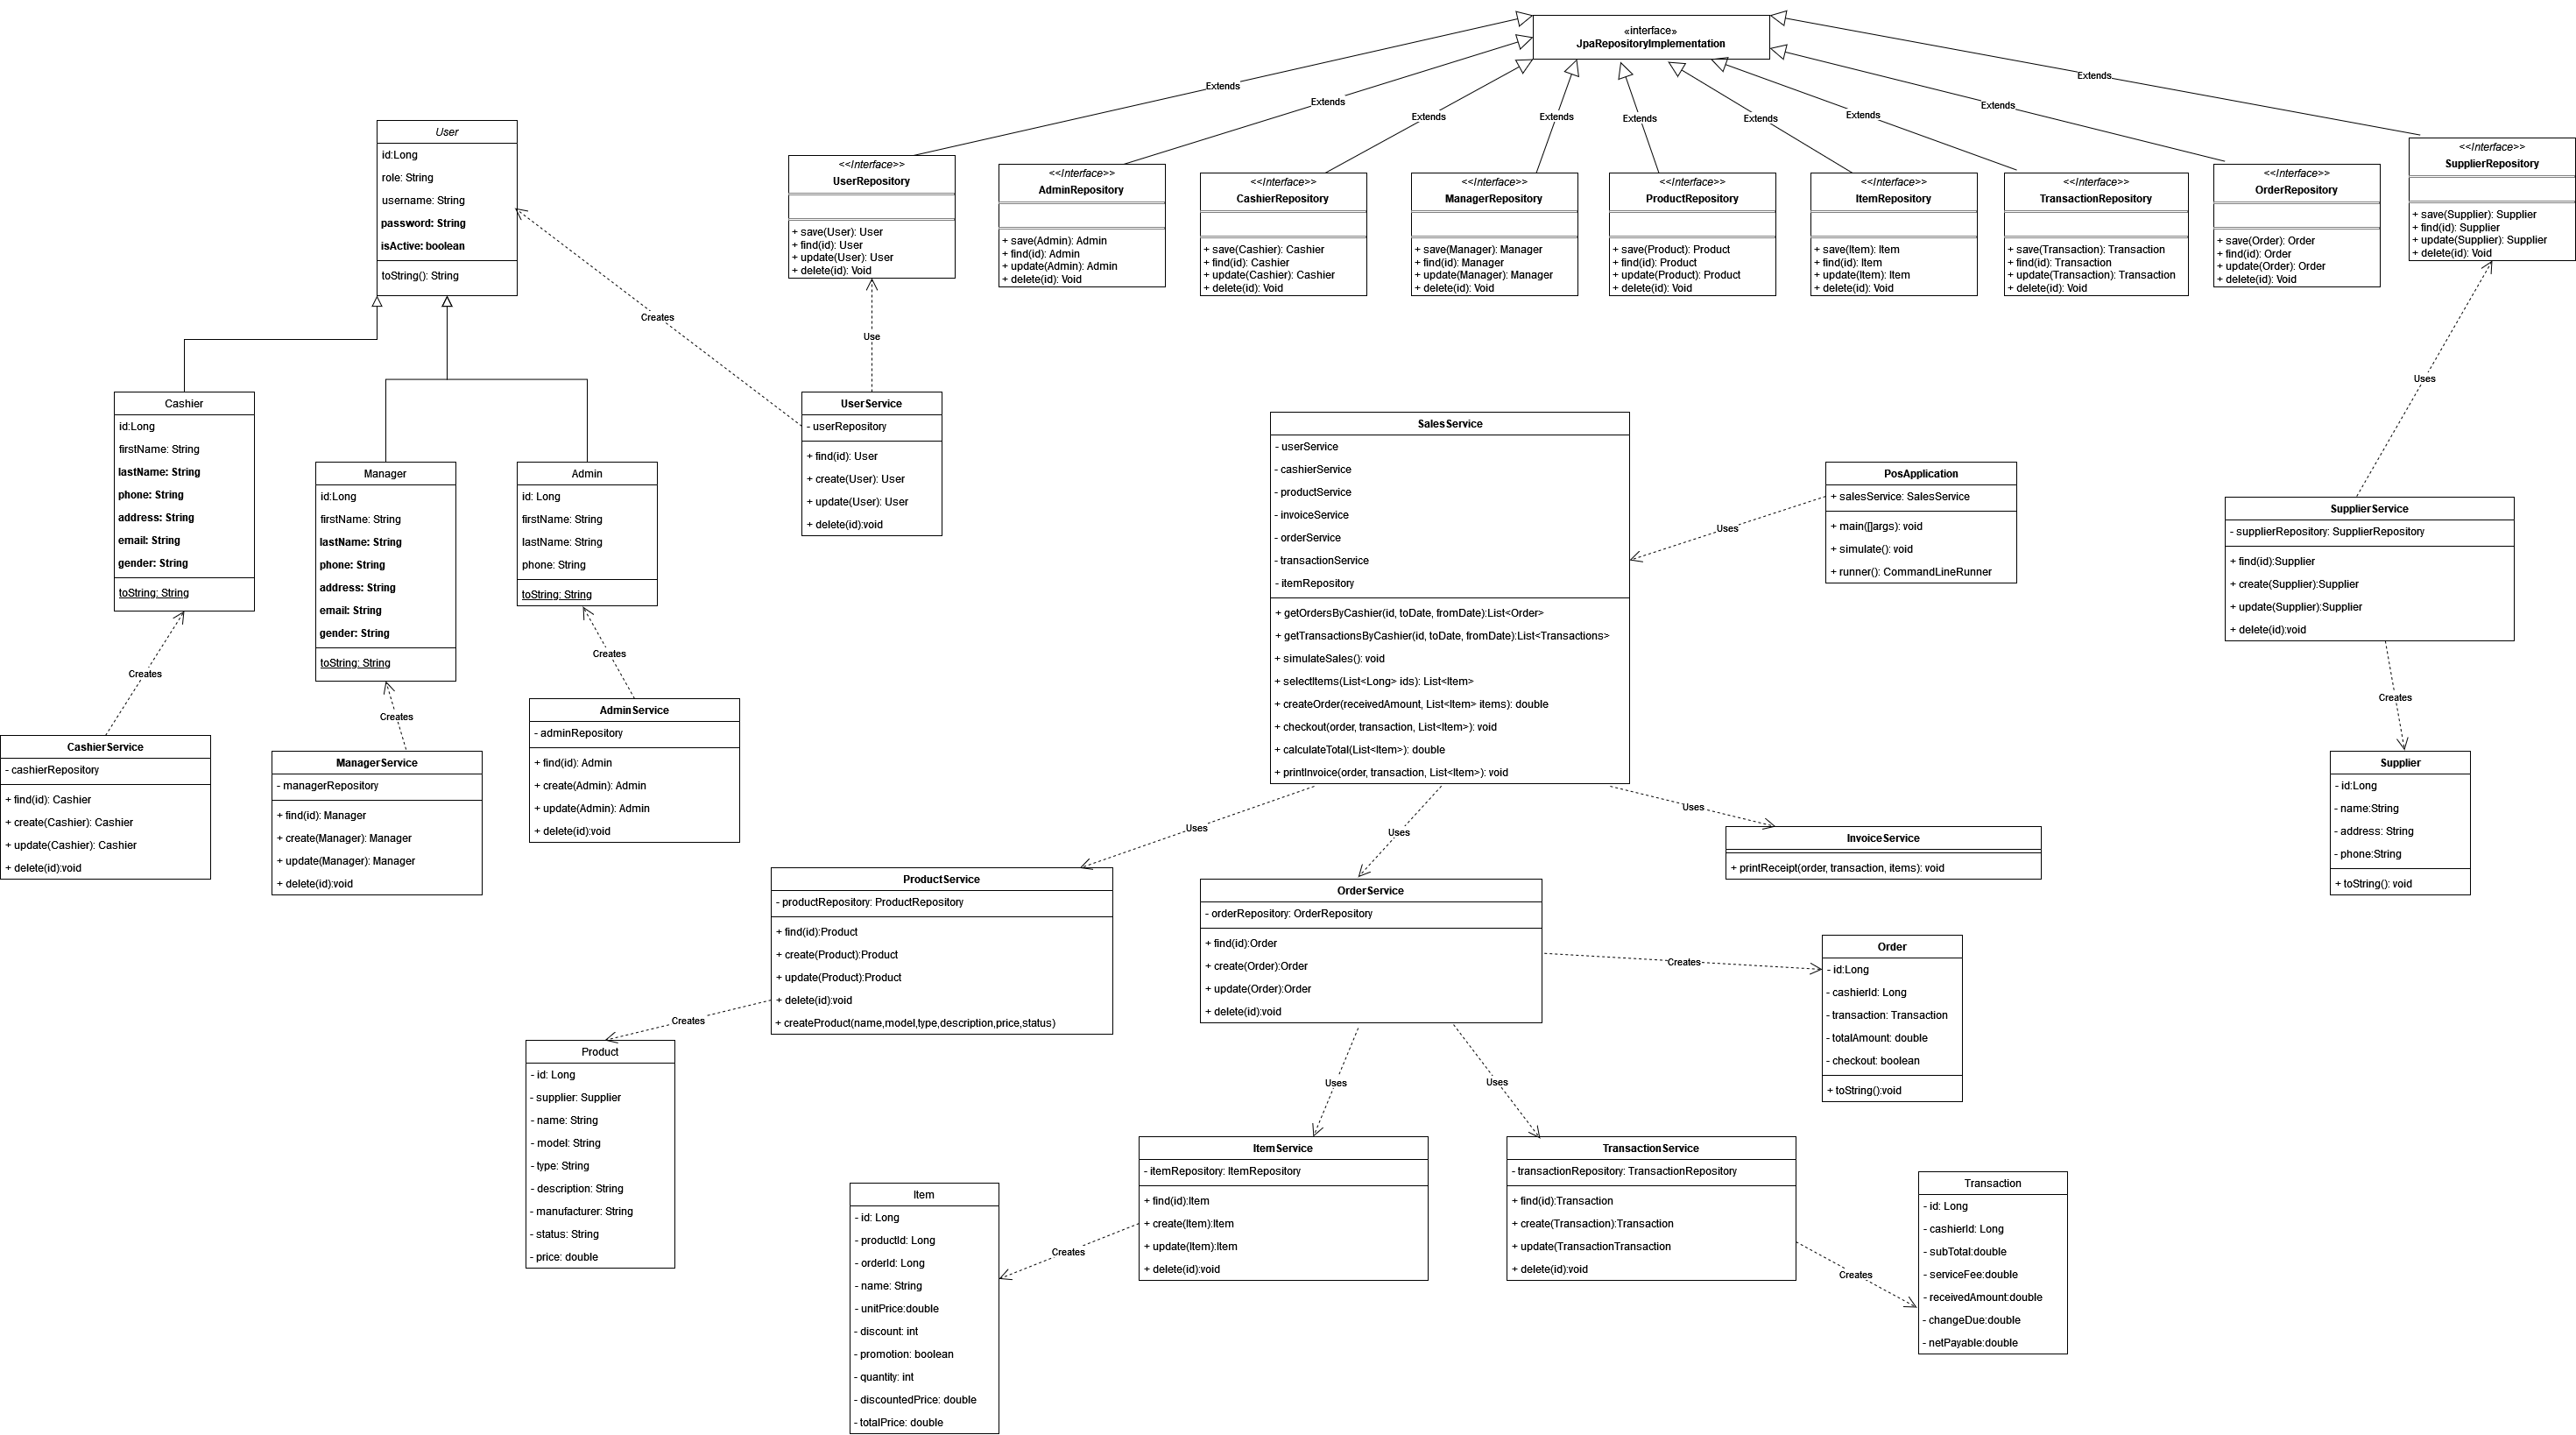 «interface»
JpaRepositoryImplementation
Extends
Extends
Extends
Extends
Extends
Extends
Extends
Extends
Extends
User
id:Long
role: String
username: String
password: String
isActive: boolean
toString(): String
<<Interface>>
UserRepository
+ save(User): User
+ find(id): User
+ update(User): User
+ delete(id): Void
<<Interface>>
AdminRepository
+ save(Admin): Admin
+ find(id): Admin
+ update(Admin): Admin
+ delete(id): Void
<<Interface>>
CashierRepository
+ save(Cashier): Cashier
+ find(id): Cashier
+ update(Cashier): Cashier
+ delete(id): Void
<<Interface>>
ManagerRepository
+ save(Manager): Manager
+ find(id): Manager
+ update(Manager): Manager
+ delete(id): Void
<<Interface>>
ProductRepository
+ save(Product): Product
+ find(id): Product
+ update(Product): Product
+ delete(id): Void
<<Interface>>
ItemRepository
+ save(Item): Item
+ find(id): Item
+ update(Item): Item
+ delete(id): Void
<<Interface>>
TransactionRepository
+ save(Transaction): Transaction
+ find(id): Transaction
+ update(Transaction): Transaction
+ delete(id): Void
<<Interface>>
OrderRepository
+ save(Order): Order
+ find(id): Order
+ update(Order): Order
+ delete(id): Void
<<Interface>>
SupplierRepository
+ save(Supplier): Supplier
+ find(id): Supplier
+ update(Supplier): Supplier
+ delete(id): Void
Creates
Use
Uses
Cashier
id:Long
firstName: String
lastName: String
phone: String
address: String
email: String
gender: String
toString: String
Manager
id:Long
firstName: String
lastName: String
phone: String
address: String
email: String
gender: String
toString: String
Admin
id: Long
firstName: String
lastName: String
phone: String
toString: String
UserService
- userRepository
+ find(id): User
+ create(User): User
+ update(User): User
+ delete(id):void
SalesService
- userService
- cashierService
- productService
- invoiceService
- orderService
- transactionService
- itemRepository
+ getOrdersByCashier(id, toDate, fromDate):List<Order>
+ getTransactionsByCashier(id, toDate, fromDate):List<Transactions>
+ simulateSales(): void
+ selectItems(List<Long> ids): List<Item>
+ createOrder(receivedAmount, List<Item> items): double
+ checkout(order, transaction, List<Item>): void
+ calculateTotal(List<Item>): double
+ printInvoice(order, transaction, List<Item>): void
Uses
PosApplication
+ salesService: SalesService
+ main([]args): void
+ simulate(): void
+ runner(): CommandLineRunner
SupplierService
- supplierRepository: SupplierRepository
+ find(id):Supplier
+ create(Supplier):Supplier
+ update(Supplier):Supplier
+ delete(id):void
Creates
Creates
Creates
Creates
CashierService
- cashierRepository
+ find(id): Cashier
+ create(Cashier): Cashier
+ update(Cashier): Cashier
+ delete(id):void
ManagerService
- managerRepository
+ find(id): Manager
+ create(Manager): Manager
+ update(Manager): Manager
+ delete(id):void
AdminService
- adminRepository
+ find(id): Admin
+ create(Admin): Admin
+ update(Admin): Admin
+ delete(id):void
Supplier
- id:Long
- name:String
- address: String
- phone:String
+ toString(): void
Uses
Uses
Uses
InvoiceService
+ printReceipt(order, transaction, items): void
ProductService
- productRepository: ProductRepository
+ find(id):Product
+ create(Product):Product
+ update(Product):Product
+ delete(id):void
+ createProduct(name,model,type,description,price,status)
OrderService
- orderRepository: OrderRepository
+ find(id):Order
+ create(Order):Order
+ update(Order):Order
+ delete(id):void
Creates
Order
- id:Long
- cashierId: Long
- transaction: Transaction
- totalAmount: double
- checkout: boolean
+ toString():void
Creates
Product
- id: Long
- supplier: Supplier
- name: String
- model: String
- type: String
- description: String
- manufacturer: String
- status: String
- price: double
Uses
Uses
ItemService
- itemRepository: ItemRepository
+ find(id):Item
+ create(Item):Item
+ update(Item):Item
+ delete(id):void
TransactionService
- transactionRepository: TransactionRepository
+ find(id):Transaction
+ create(Transaction):Transaction
+ update(TransactionTransaction
+ delete(id):void
Creates
Item
- id: Long
- productId: Long
- orderId: Long
- name: String
- unitPrice:double
- discount: int
- promotion: boolean
- quantity: int
- discountedPrice: double
- totalPrice: double
Creates
Transaction
- id: Long
- cashierId: Long
- subTotal:double
- serviceFee:double
- receivedAmount:double
- changeDue:double
- netPayable:double